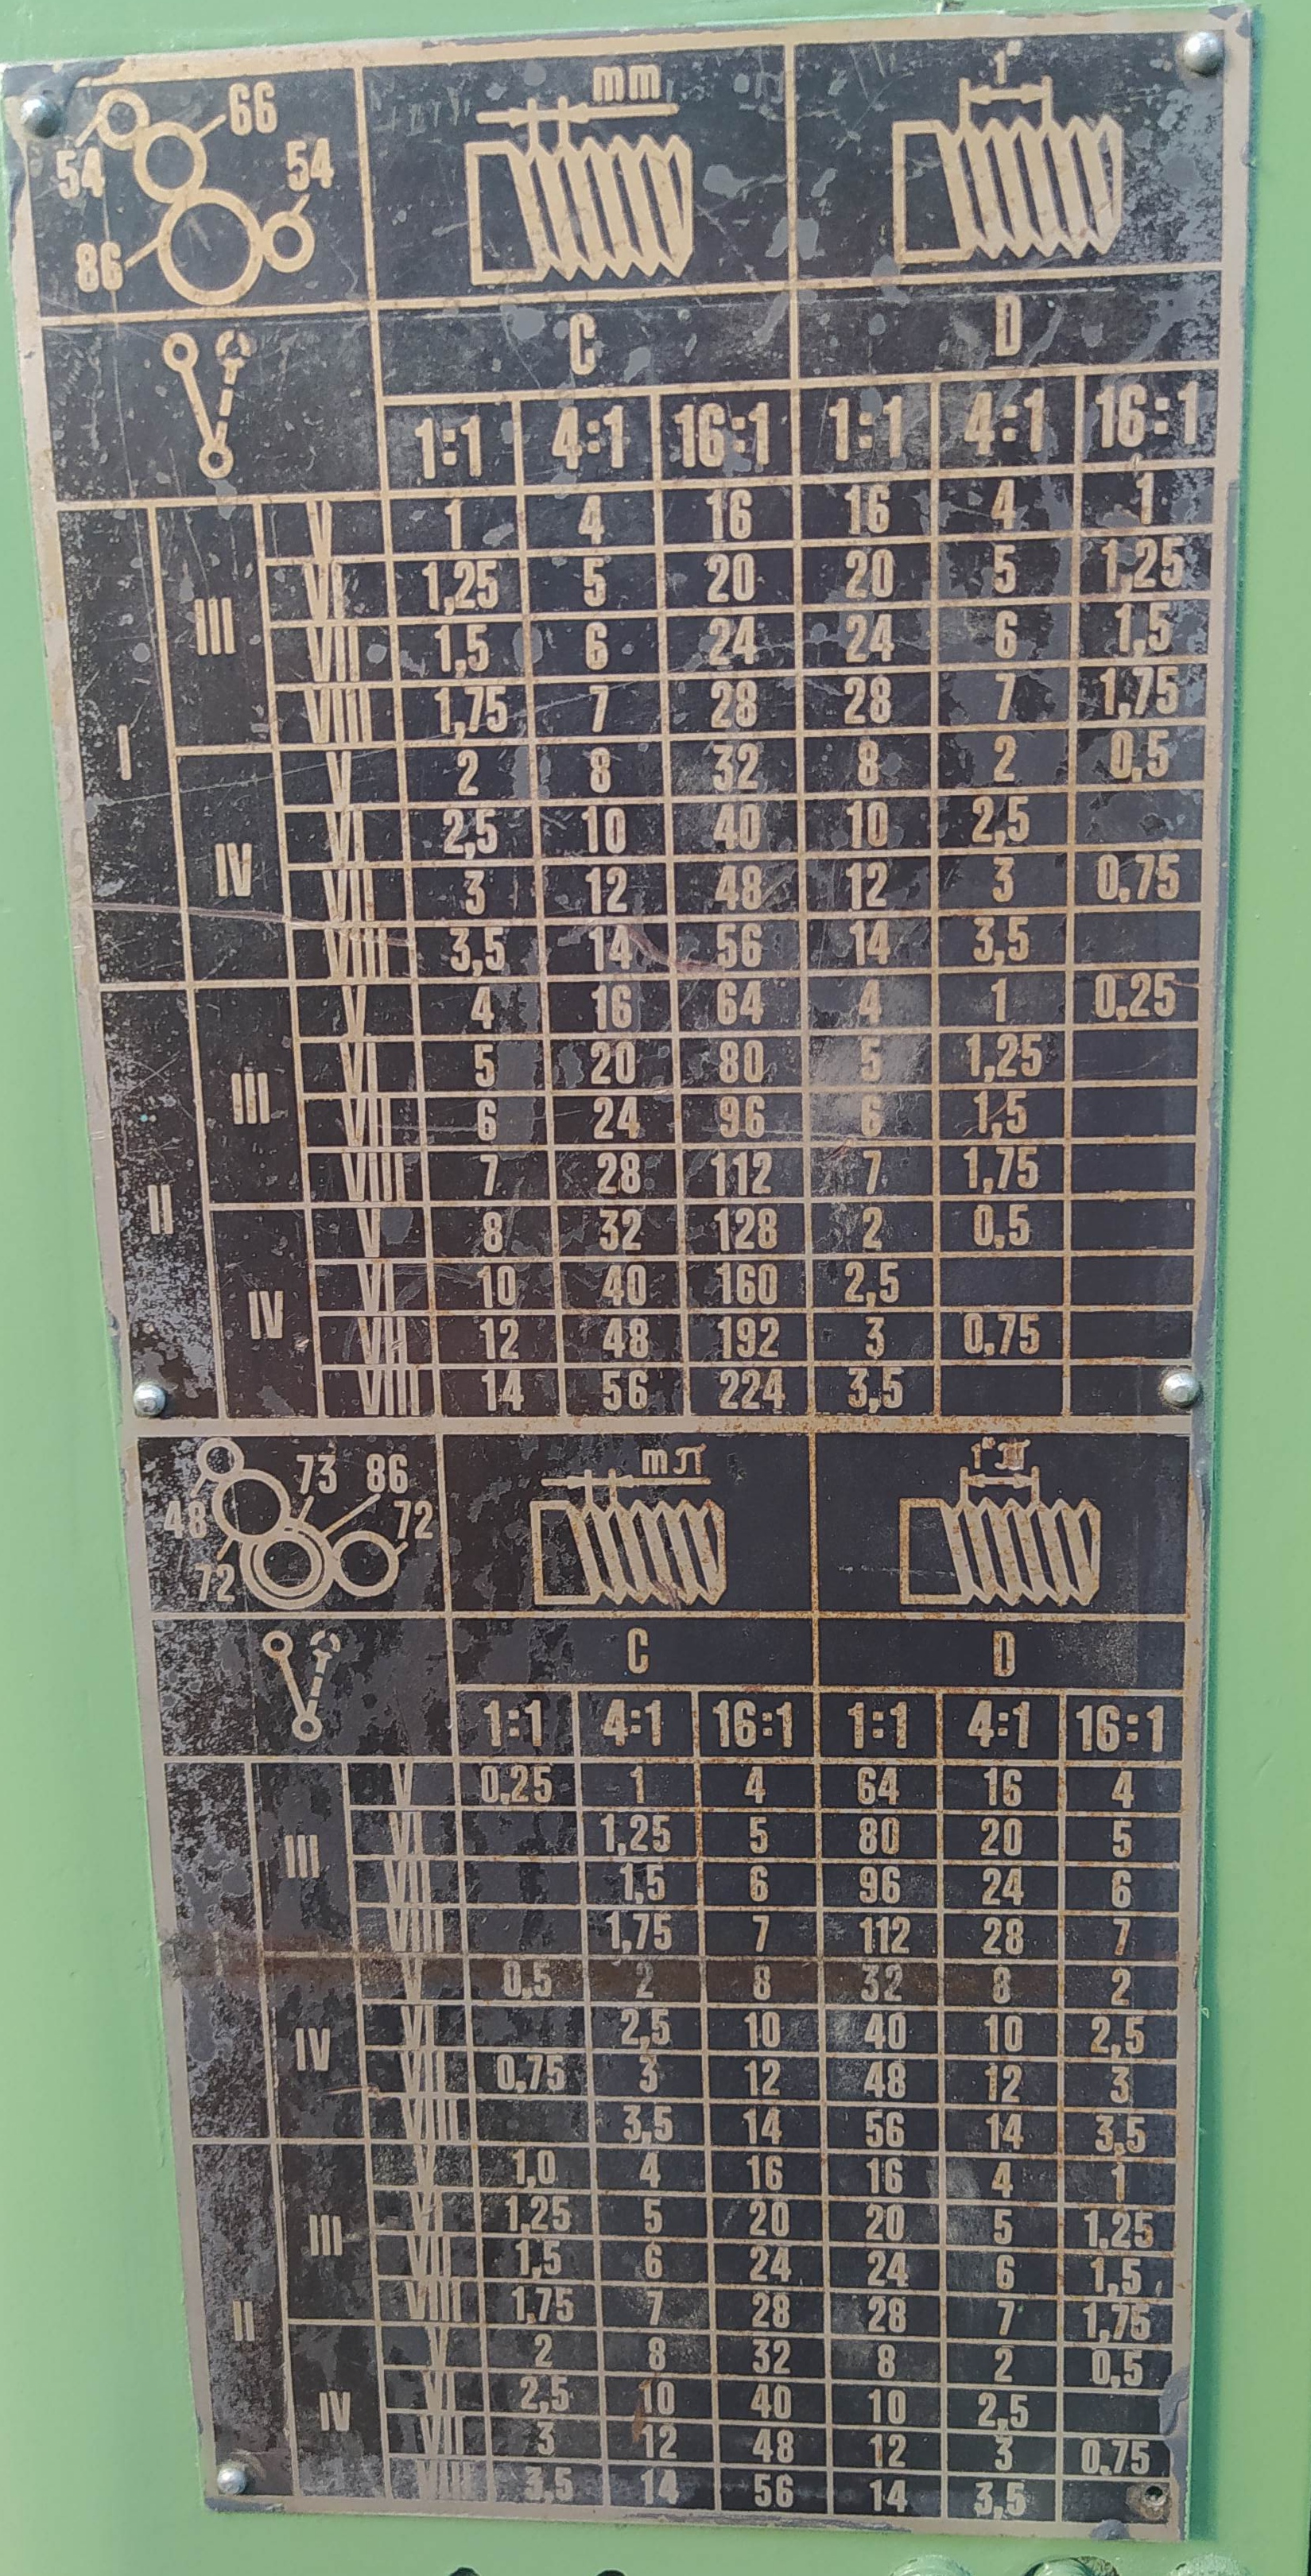 66
54 54
86
mm
1"
C D
1:1 4:1 16:1 1:1 4:1 16:1
I III V 1 4 16 16 4 1
VI 1,25 5 20 20 5 1,25
VII 1,5 6 24 24 6 1,5
VIII 1,75 7 28 28 7 1,75
IV V 2 8 32 8 2 0,5
VI 2,5 10 40 10 2,5
VII 3 12 48 12 3 0,75
VIII 3,5 14 56 14 3,5
II III V 4 16 64 4 1 0,25
VI 5 20 80 5 1,25
VII 6 24 96 6 1,5
VIII 7 28 112 7 1,75
IV V 8 32 128 2 0,5
VI 10 40 160 2,5
VII 12 48 192 3 0,75
VIII 14 56 224 3,5
73 86
48 72
72
mπ
1"π
C D
1:1 4:1 16:1 1:1 4:1 16:1
III V 0,25 1 4 64 16 4
VI 1,25 5 80 20 5
VII 1,5 6 96 24 6
VIII 1,75 7 112 28 7
IV V 0,5 2 8 32 8 2
VI 2,5 10 40 10 2,5
VII 0,75 3 12 48 12 3
VIII 3,5 14 56 14 3,5
II III V 1,0 4 16 16 4 1
VI 1,25 5 20 20 5 1,25
VII 1,5 6 24 24 6 1,5
VIII 1,75 7 28 28 7 1,75
IV V 2 8 32 8 2 0,5
VI 2,5 10 40 10 2,5
VII 3 12 48 12 3 0,75
VIII 3,5 14 56 14 3,5